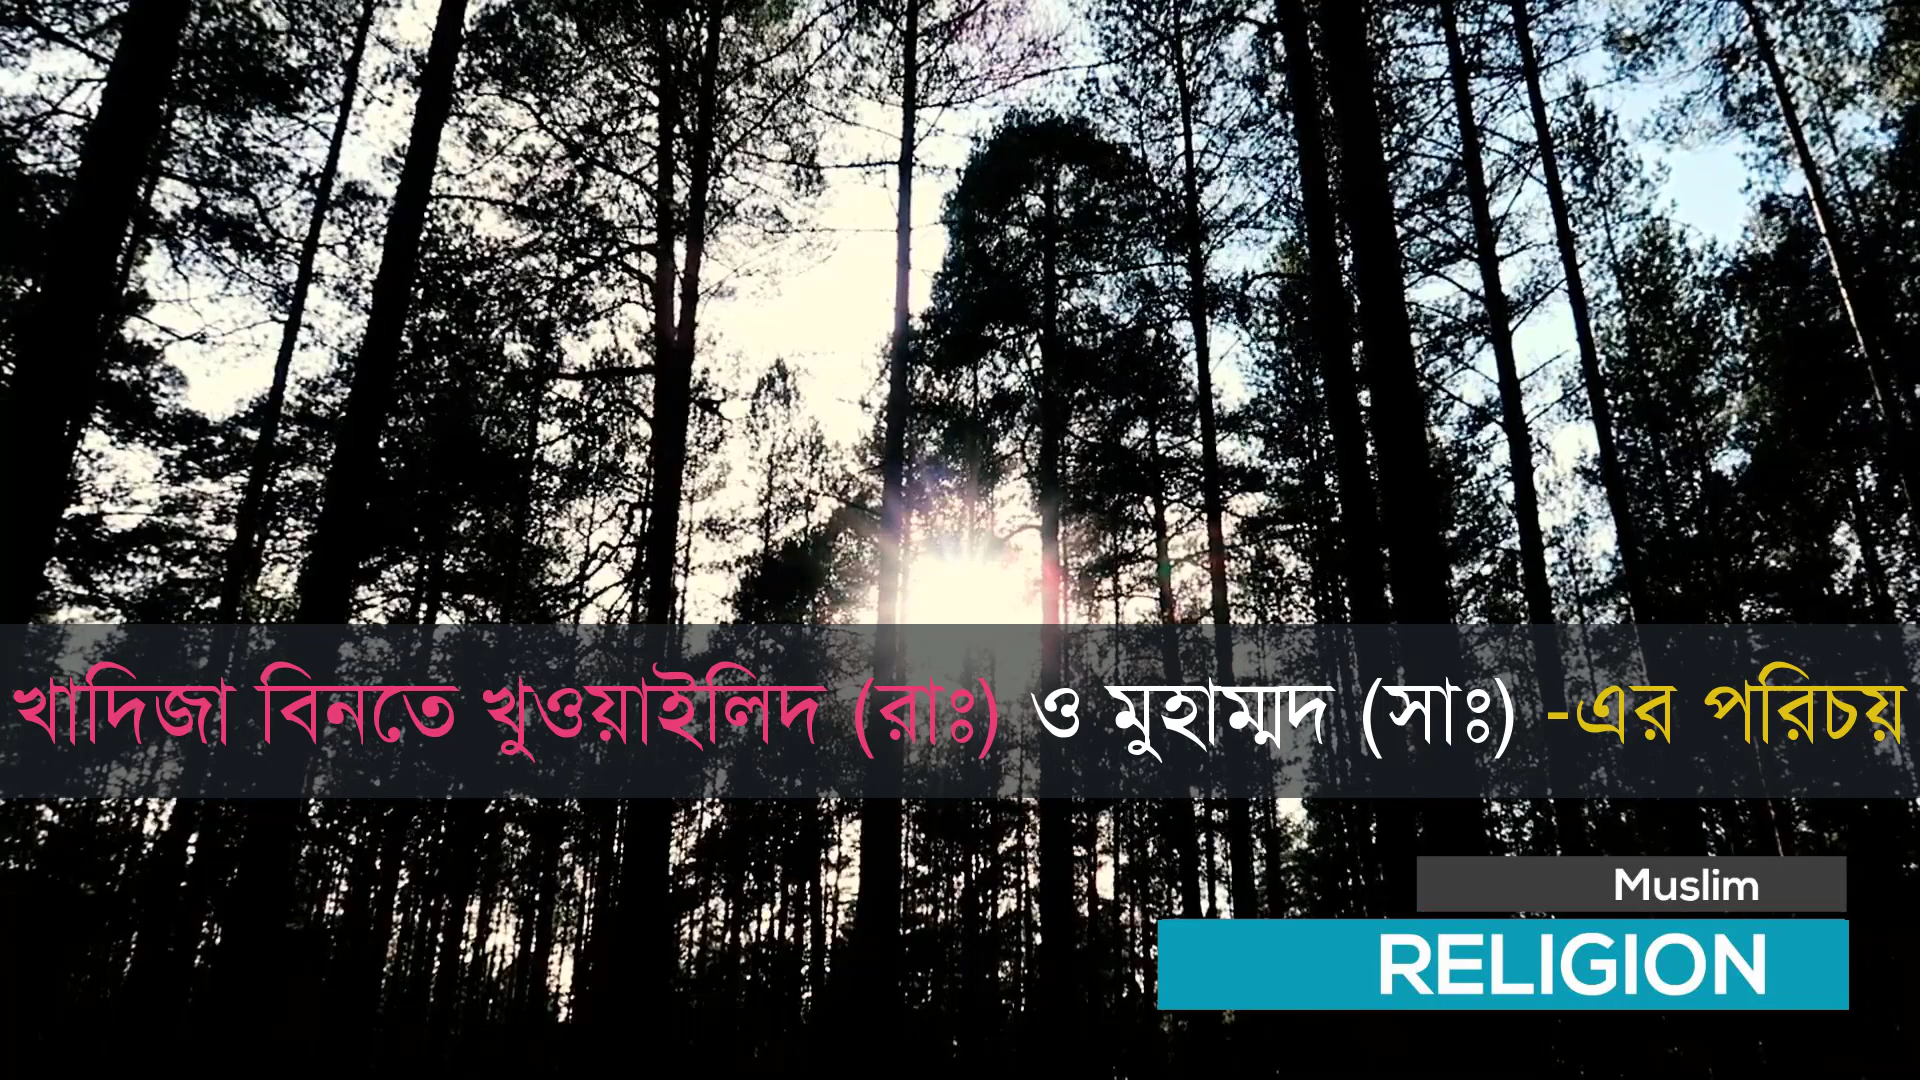 খাদিজা বিনতে খুওয়াইলিদ (রাঃ) ও মুহাম্মদ (সাঃ) -এর পরিচয়
Muslim
RELIGION